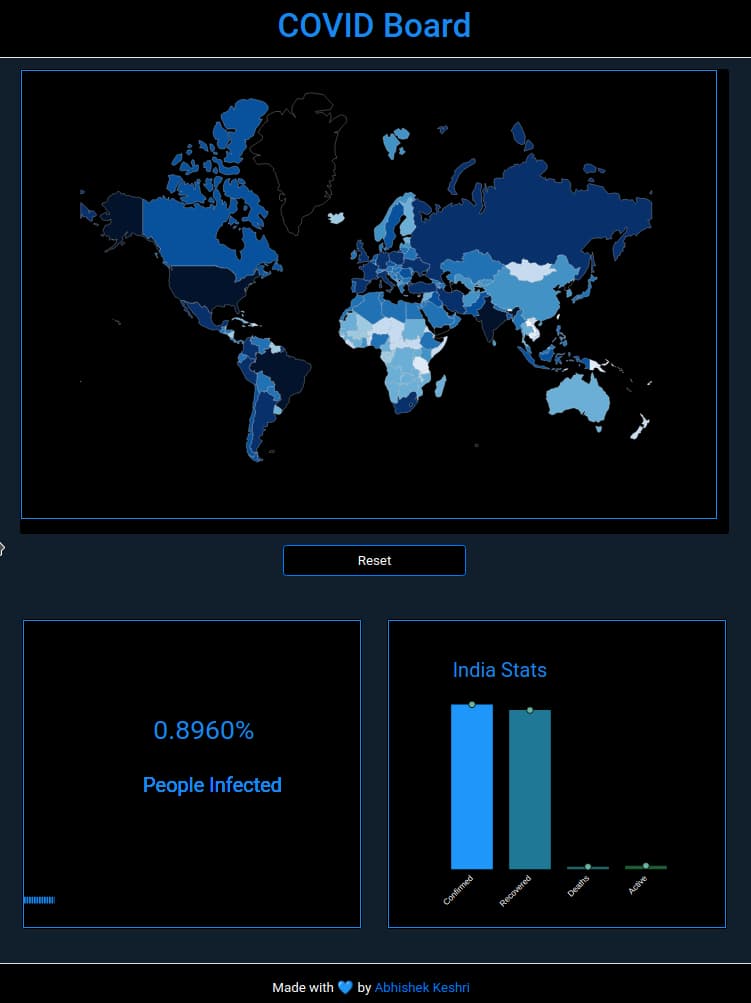 COVID Board
Reset
0.8960%
People Infected
India Stats
Confirmed
Recovered
Deaths
Active
Made with 💙 by Abhishek Keshri